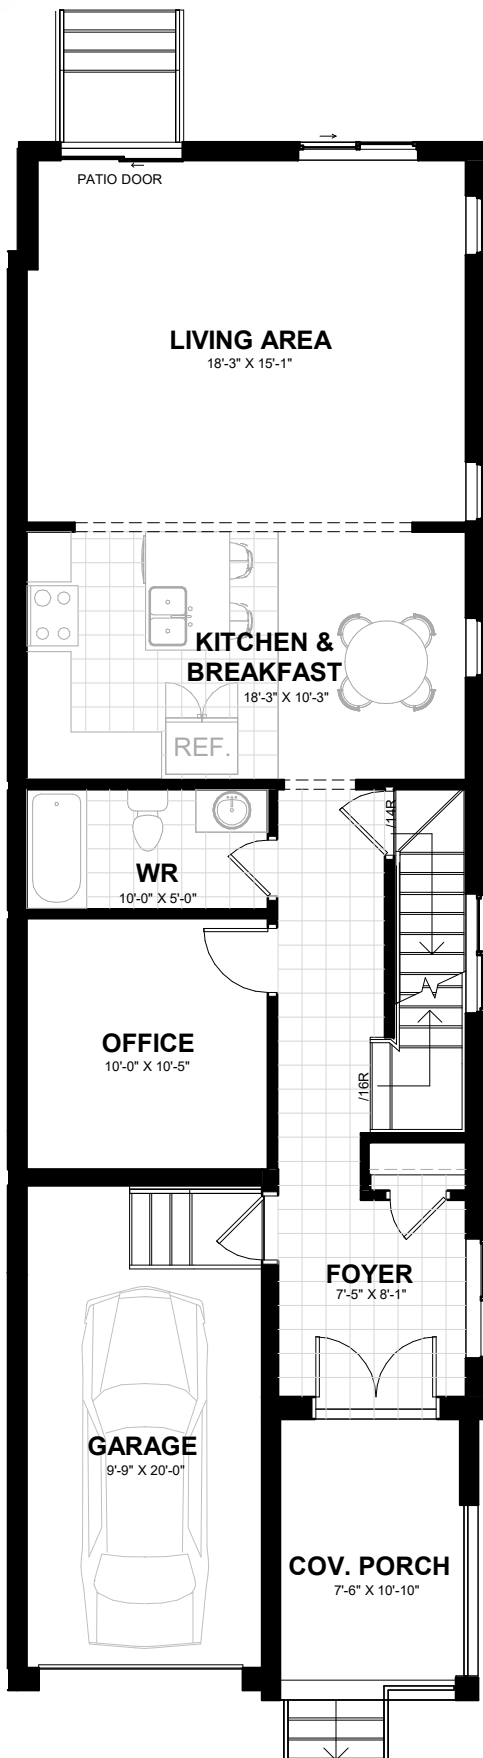 PATIO DOOR
LIVING AREA
18'-3" X 15'-1"
KITCHEN &
BREAKFAST
18'-3" X 10'-3"
REF.
/14R
WR
10'-0" X 5'-0"
OFFICE
10'-0" X 10'-5"
/16R
FOYER
7'-5" X 8'-1"
GARAGE
9'-9" X 20'-0"
COV. PORCH
7'-6" X 10'-10"